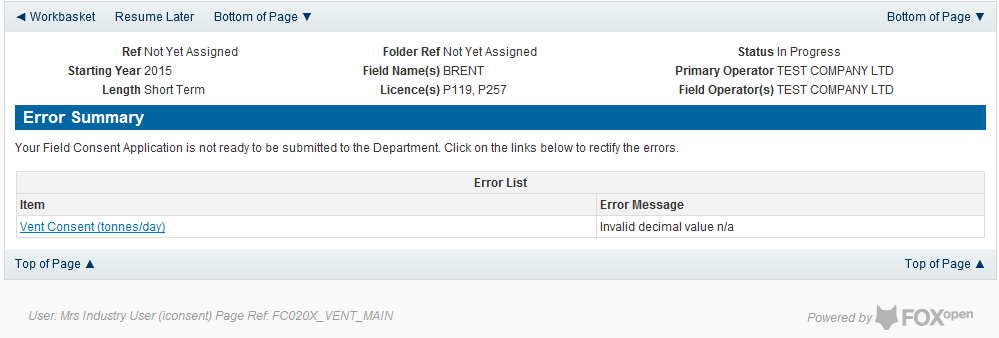 ◄ Workbasket Resume Later Bottom of Page ▼ Bottom of Page ▼
Ref Not Yet Assigned Folder Ref Not Yet Assigned Status In Progress
Starting Year 2015 Field Name(s) BRENT Primary Operator TEST COMPANY LTD
Length Short Term Licence(s) P119, P257 Field Operator(s) TEST COMPANY LTD
Error Summary
Your Field Consent Application is not ready to be submitted to the Department. Click on the links below to rectify the errors.
Error List
Item Error Message
Vent Consent (tonnes/day) Invalid decimal value n/a
Top of Page ▲ Top of Page ▲
User: Mrs Industry User (iconsent) Page Ref: FC020X_VENT_MAIN Powered by FOXopen